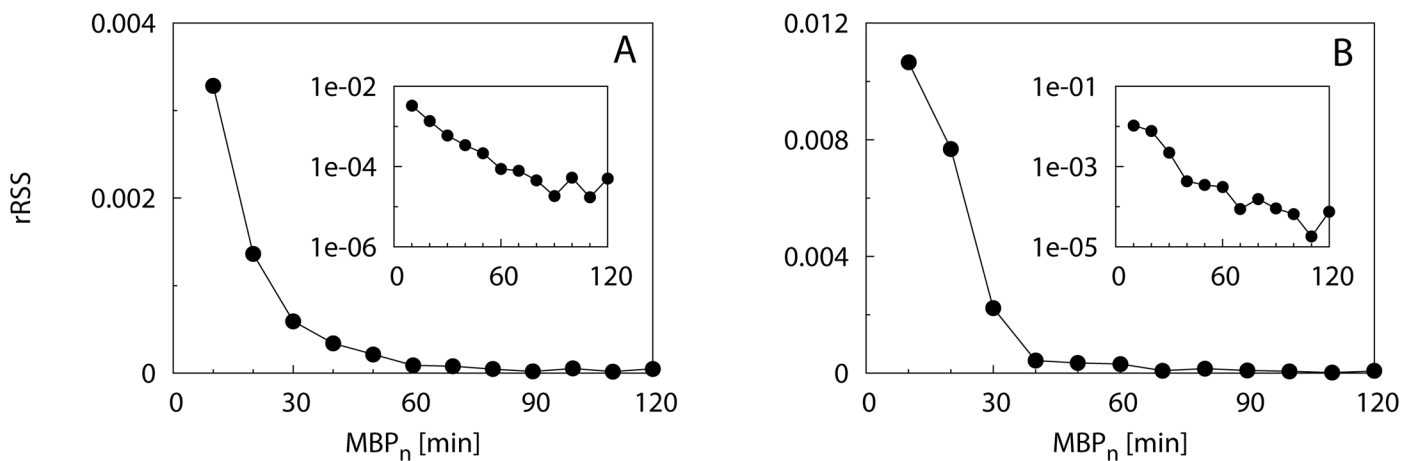 rRSS
0.004
0.002
0
A
1e-02
1e-04
1e-06
0 60 120
0 30 60 90 120
MBPn [min]
0.012
0.008
0.004
0
B
1e-01
1e-03
1e-05
0 60 120
0 30 60 90 120
MBPn [min]